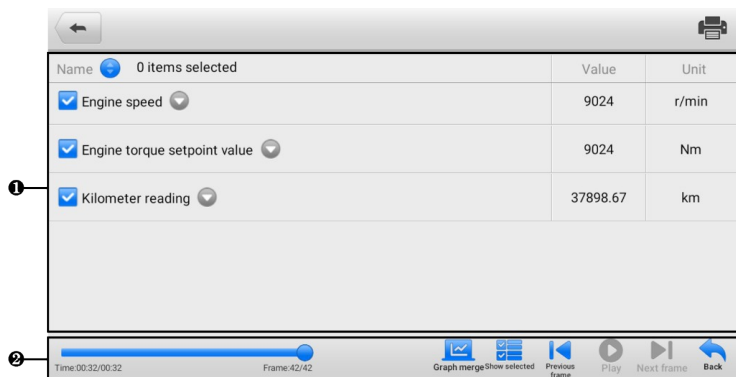 Name 0 items selected Value Unit
Engine speed 9024 r/min
Engine torque setpoint value 9024 Nm
❶
Kilometer reading 37898.67 km
❷
Time:00:32/00:32 Frame:42/42 Graph merge Show selected Previous frame Play Next frame Back